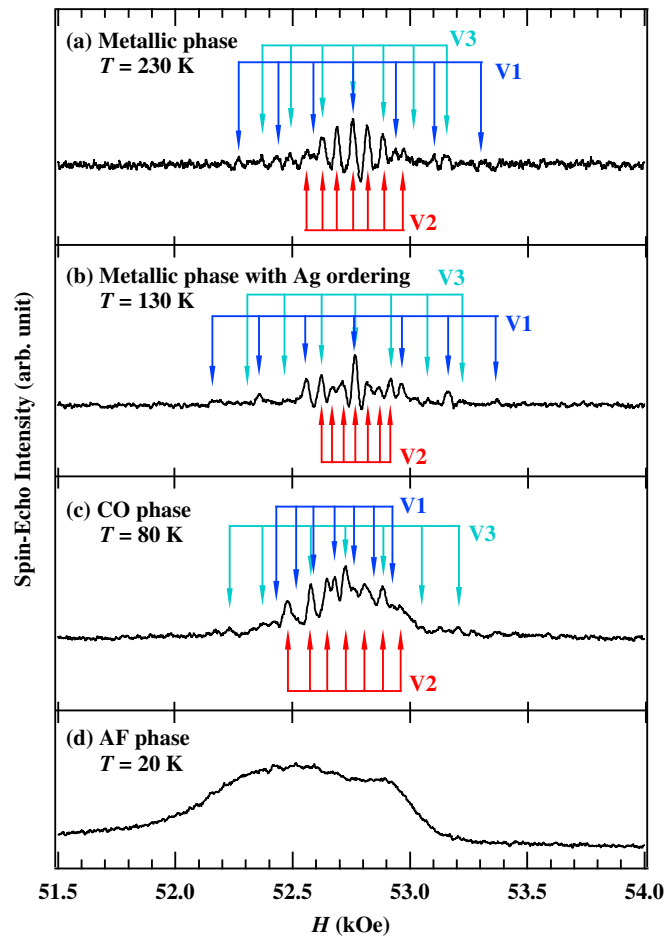 (a) Metallic phase
T = 230 K
V3
V1
V2
(b) Metallic phase with Ag ordering
T = 130 K
V3
V1
V2
(c) CO phase
T = 80 K
V1
V3
V2
(d) AF phase
T = 20 K
Spin-Echo Intensity (arb. unit)
51.5 52.0 52.5 53.0 53.5 54.0
H (kOe)